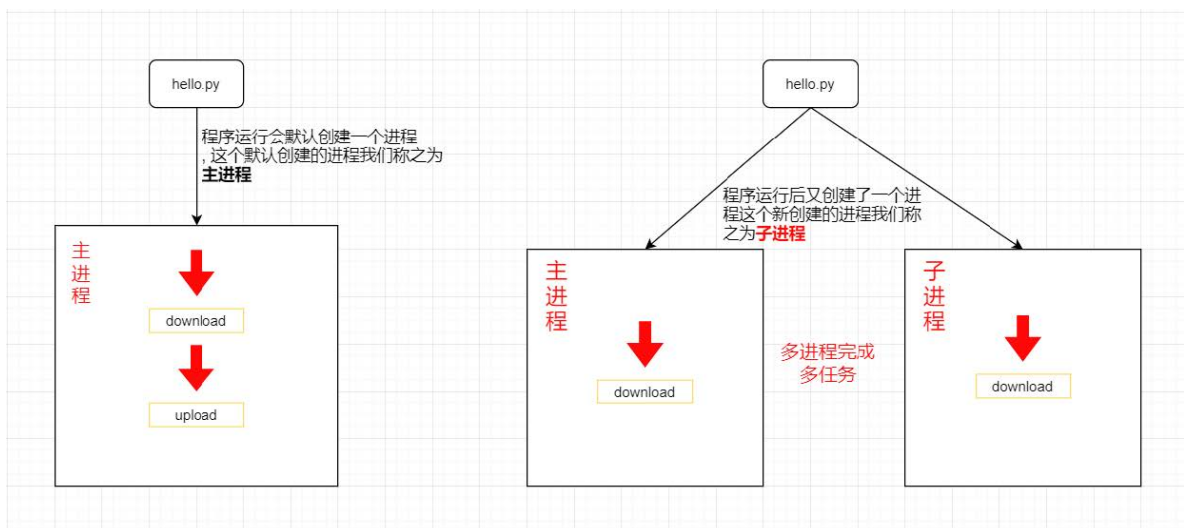 hello.py
程序运行会默认创建一个进程
, 这个默认创建的进程我们称之为
主进程
主
进
程
download
upload
hello.py
程序运行后又创建了一个进
程这个新创建的进程我们称
之为子进程
主
进
程
download
多进程完成
多任务
子
进
程
download